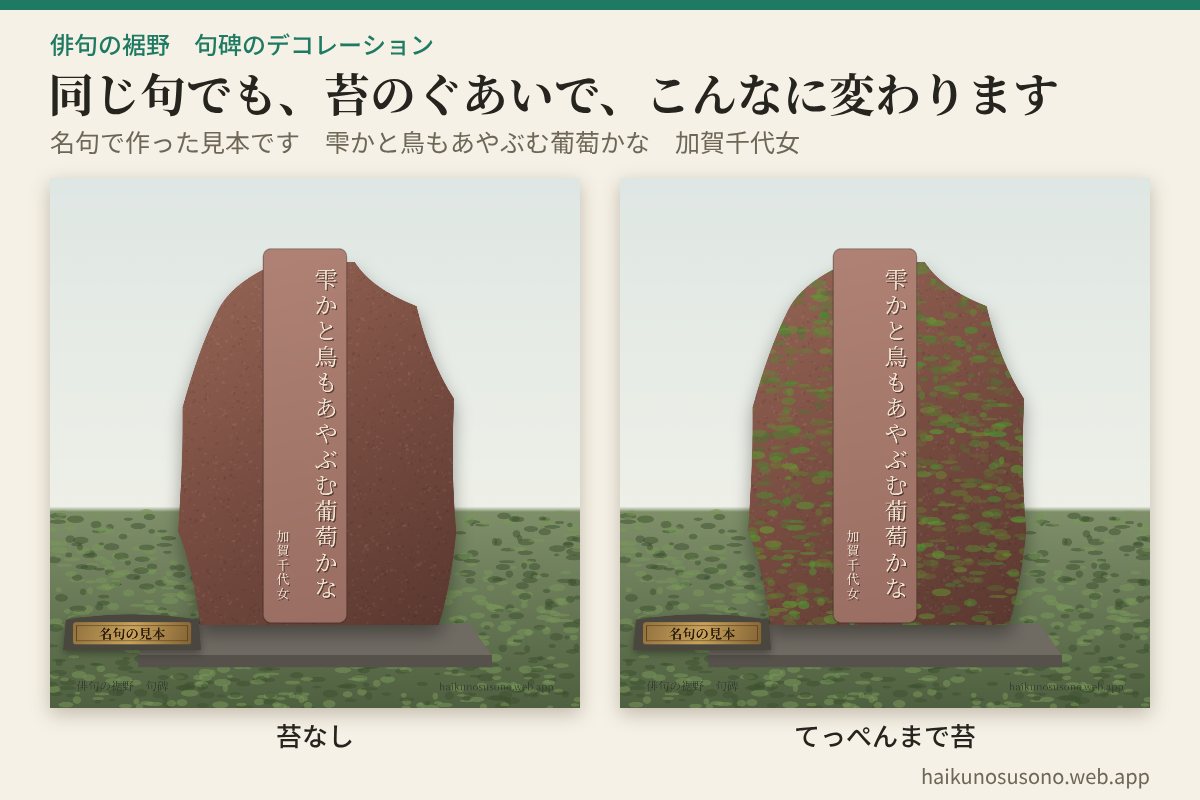 俳句の裾野　句碑のデコレーション
同じ句でも、苔のぐあいで、こんなに変わります
名句で作った見本です　雫かと鳥もあやぶむ葡萄かな　加賀千代女
雫かと鳥もあやぶむ葡萄かな
加賀千代女
名句の見本
俳句の裾野　句碑
haikunosusono.web.app
苔なし
雫かと鳥もあやぶむ葡萄かな
加賀千代女
名句の見本
俳句の裾野　句碑
haikunosusono.web.app
てっぺんまで苔
haikunosusono.web.app